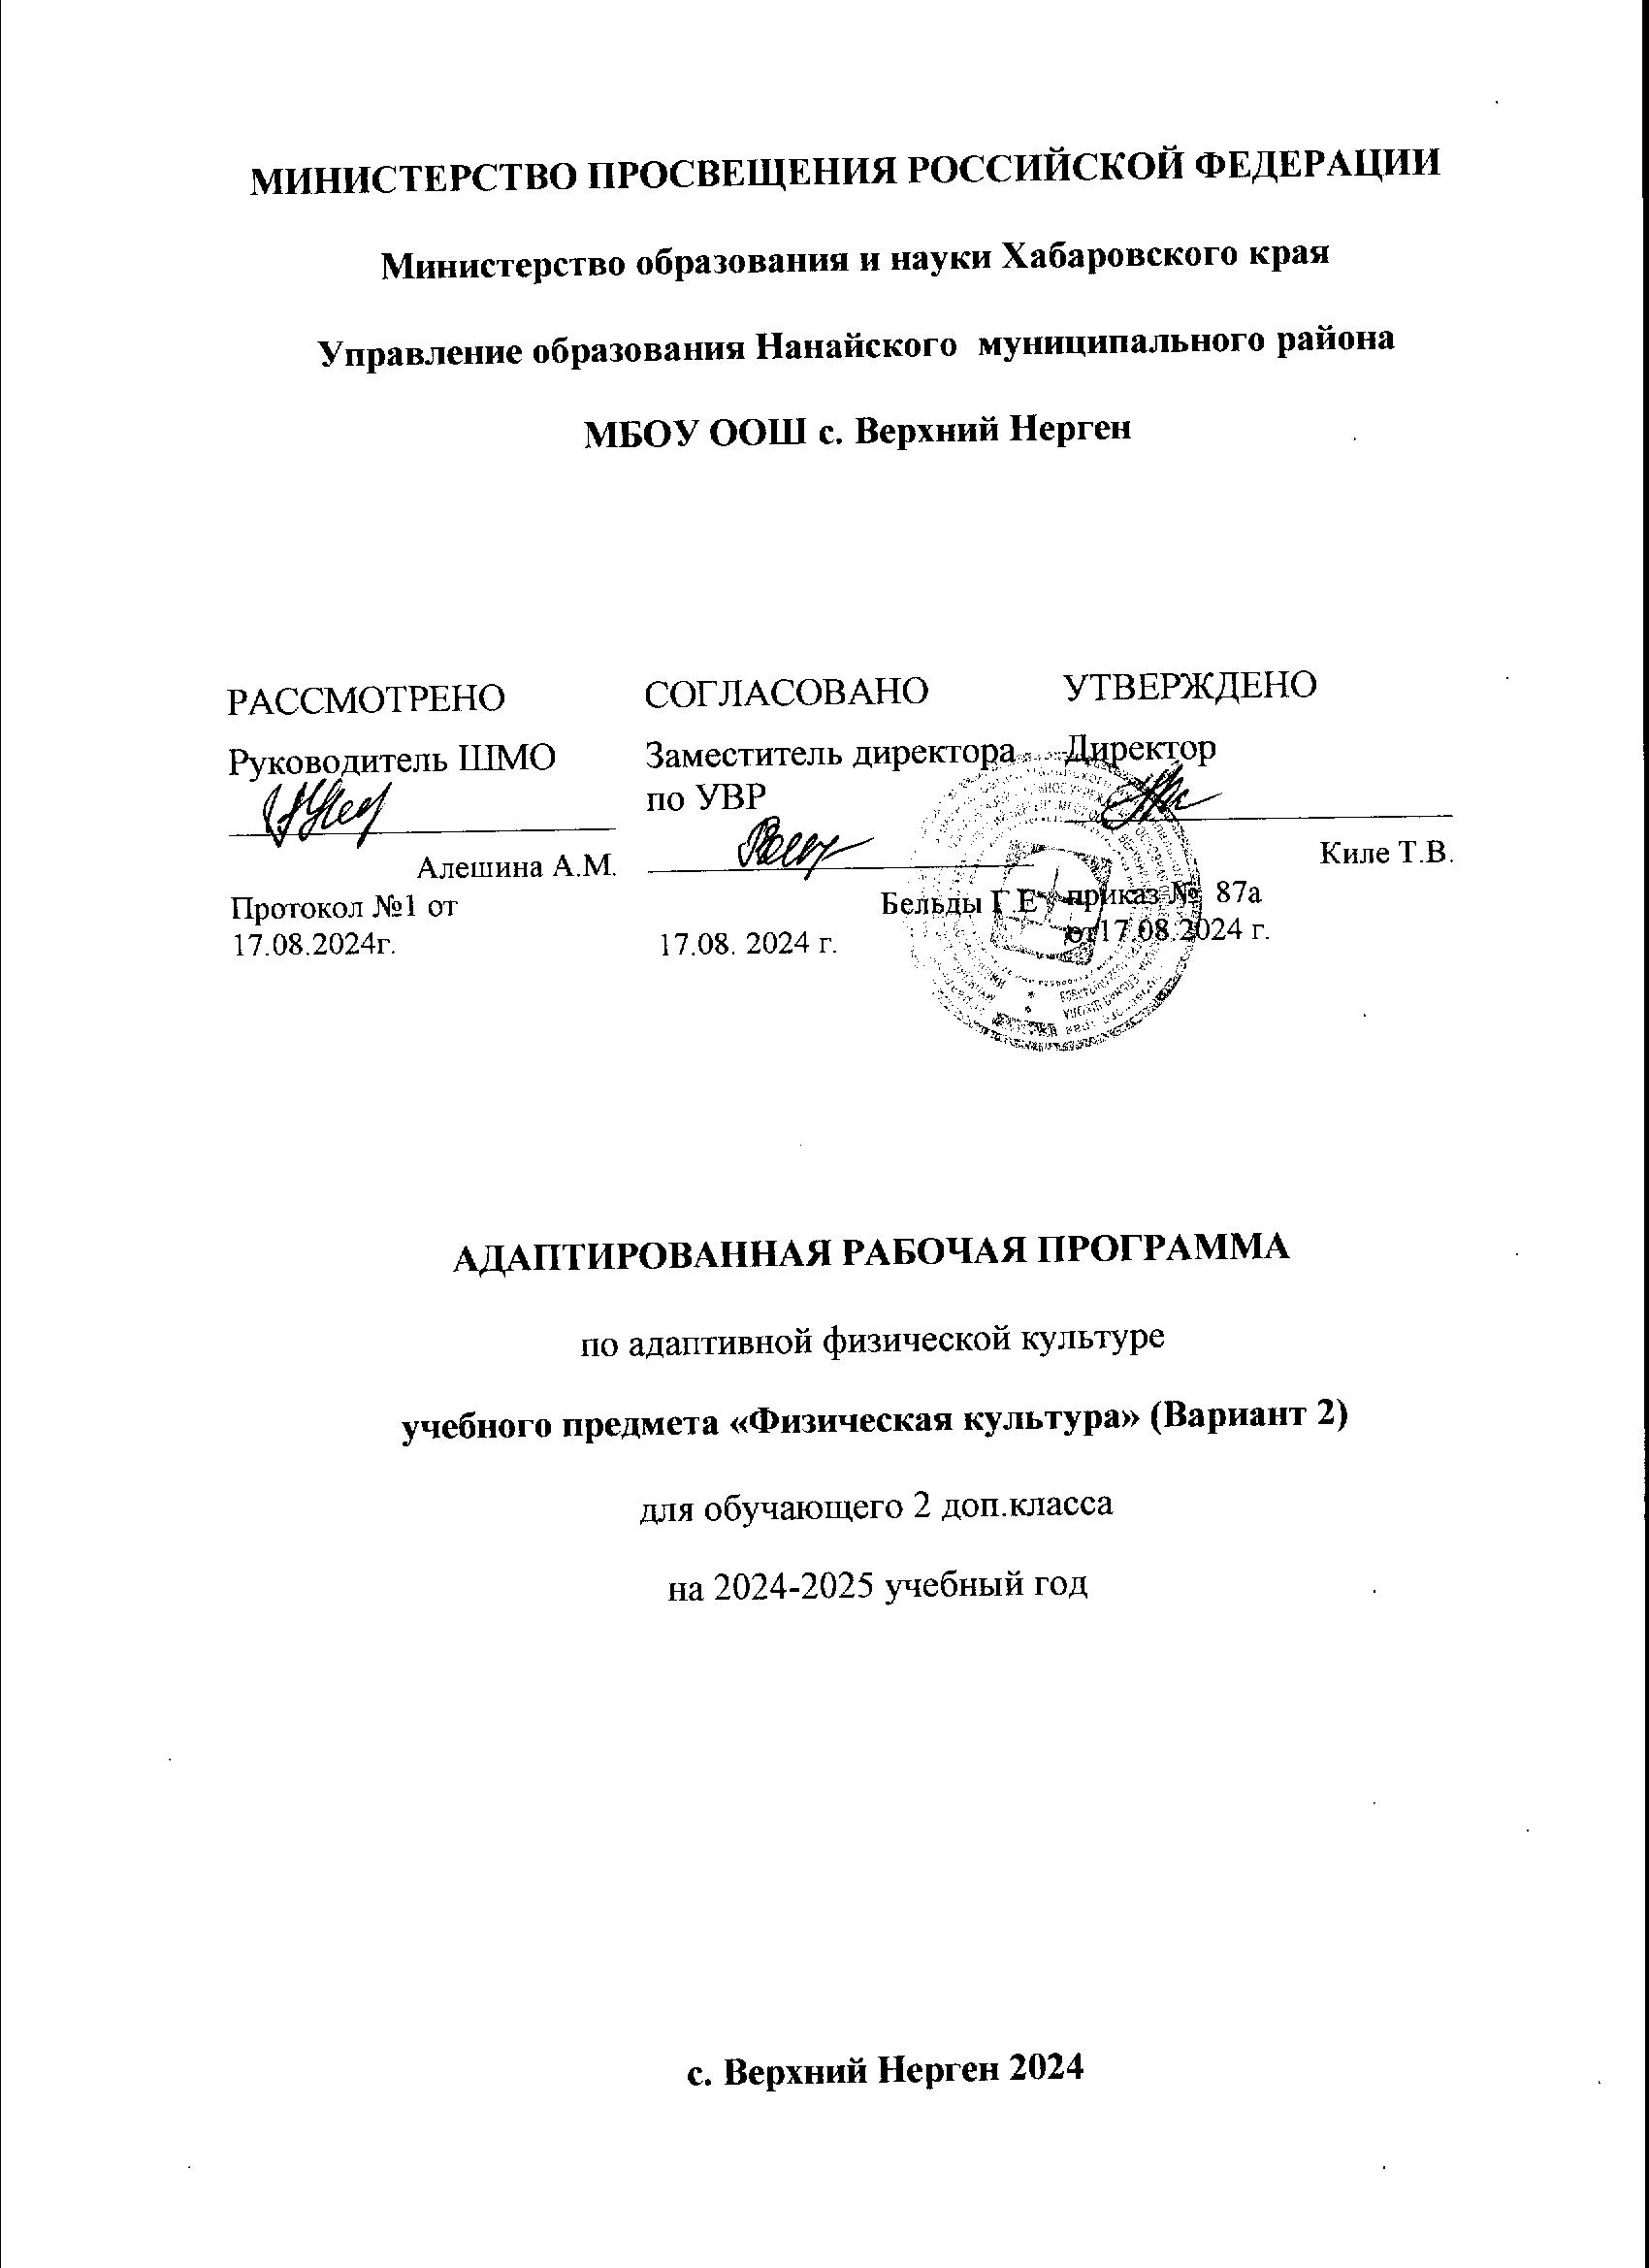 МИНИСТЕРСТВО ПРОСВЕЩЕНИЯ РОССИЙСКОЙ ФЕДЕРАЦИИ
Министерство образования и науки Хабаровского края
Управление образования Нанайского муниципального района
МБОУ ООШ с. Верхний Нерген
РАССМОТРЕНО
Руководитель ШМО
Алешина А.М.
Протокол №1 от
17.08.2024г.
СОГЛАСОВАНО
Заместитель директора
по УВР
Бельды Г.Е
17.08. 2024 г.
УТВЕРЖДЕНО
Директор
Киле Т.В.
приказ № 87а
от17.08.2024 г.
АДАПТИРОВАННАЯ РАБОЧАЯ ПРОГРАММА
по адаптивной физической культуре
учебного предмета «Физическая культура» (Вариант 2)
для обучающего 2 доп.класса
на 2024-2025 учебный год
с. Верхний Нерген 2024